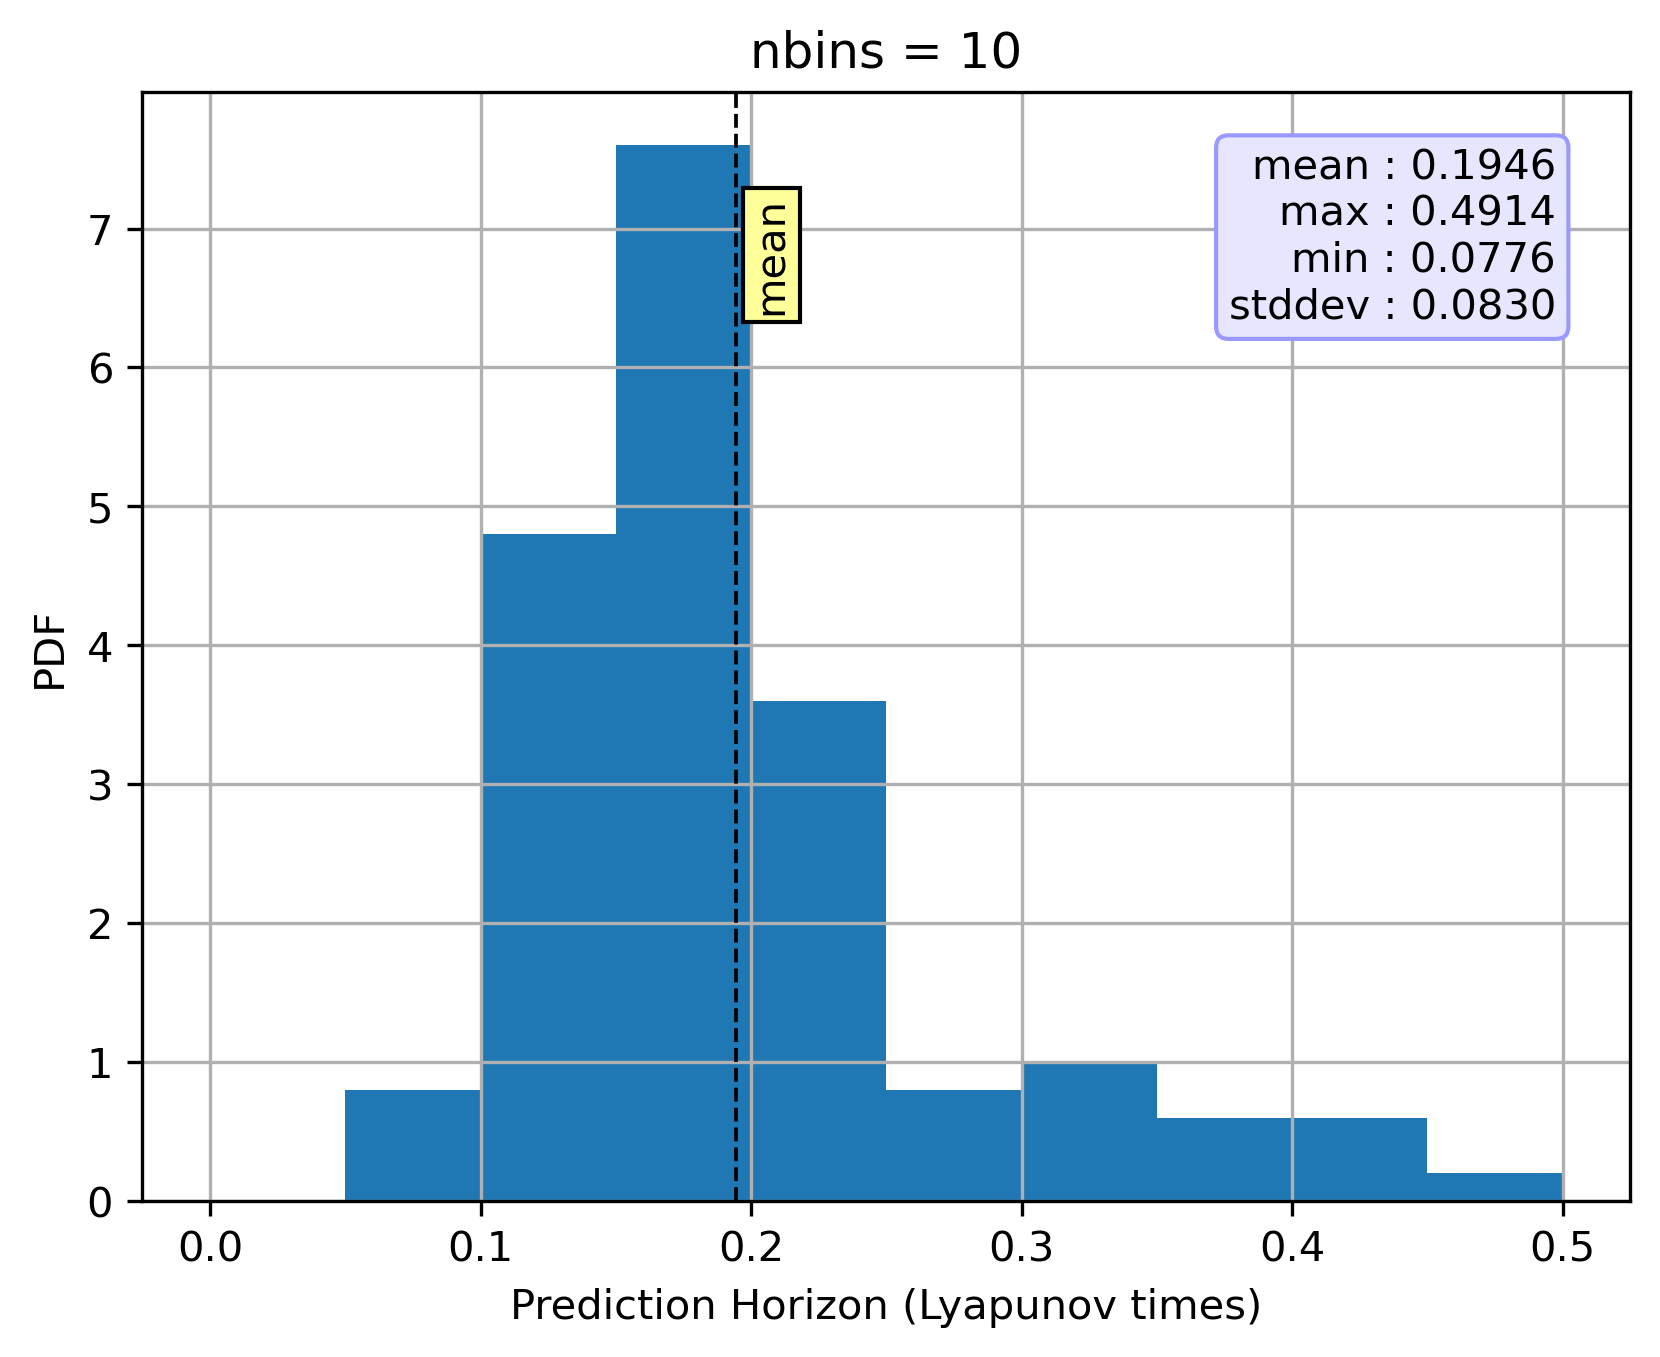 nbins = 10
mean : 0.1946
max : 0.4914
min : 0.0776
stddev : 0.0830
mean
7
6
5
4
3
2
1
0
PDF
0.0 0.1 0.2 0.3 0.4 0.5
Prediction Horizon (Lyapunov times)